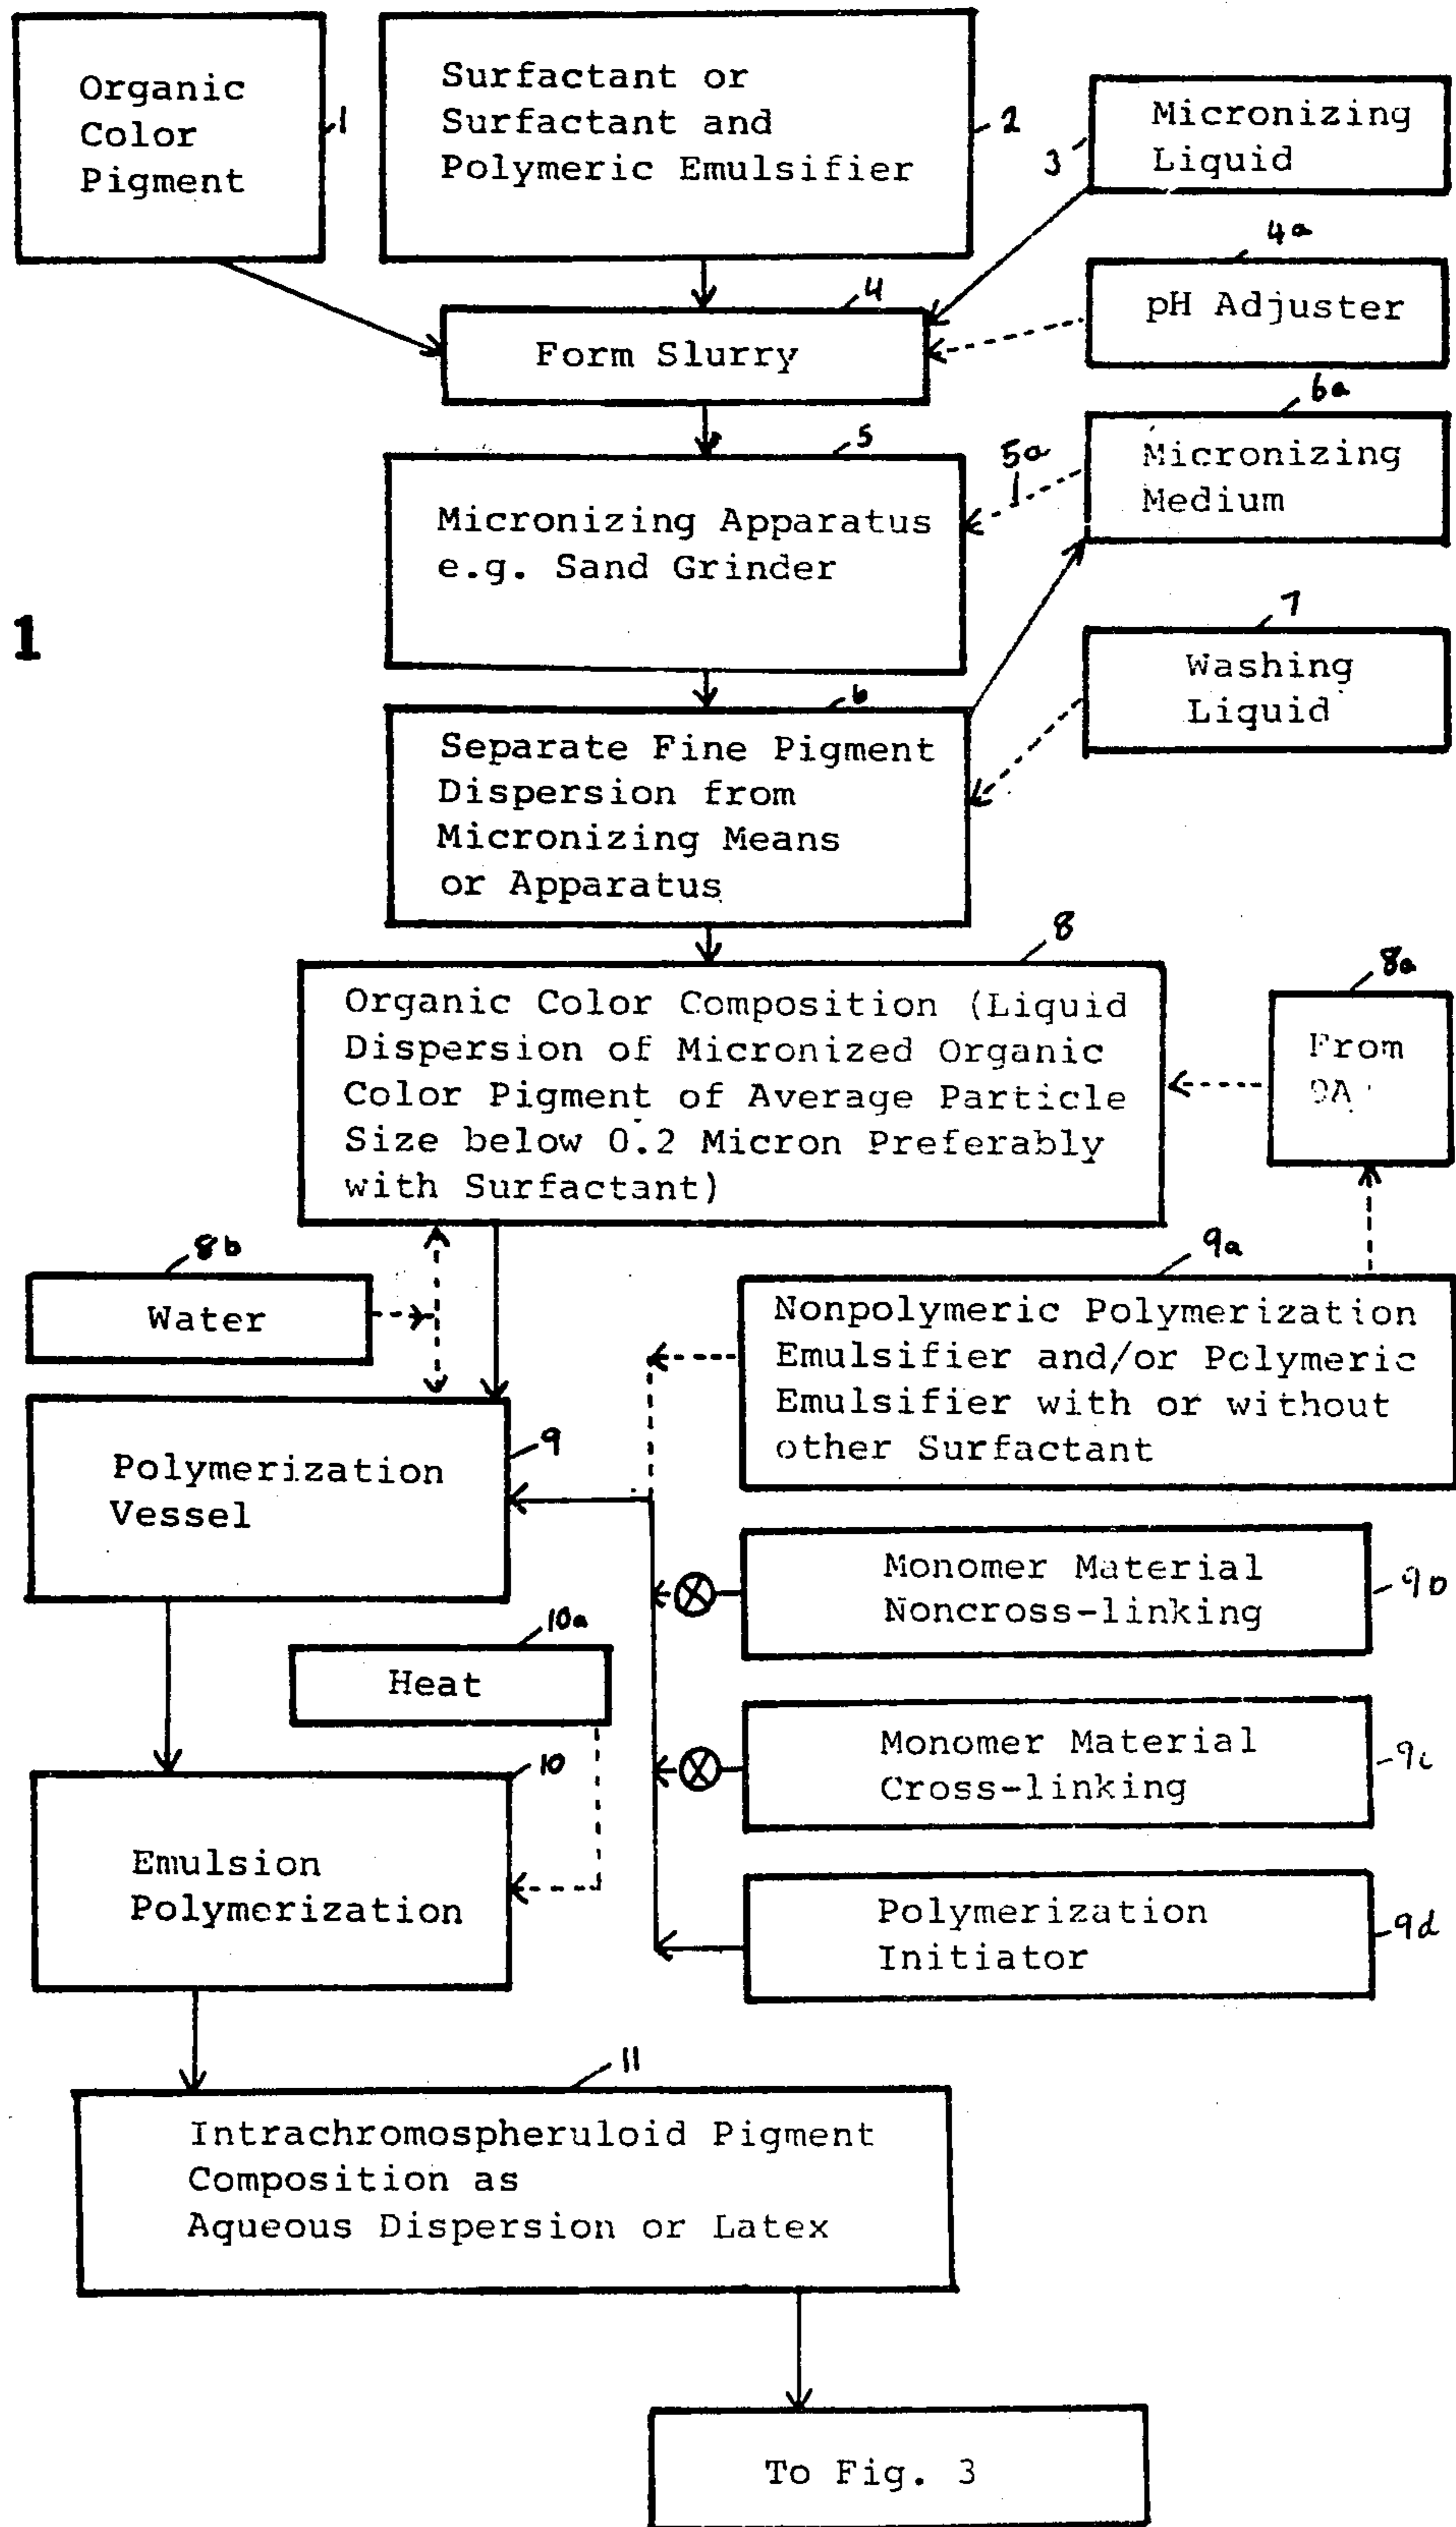 Organic
Color
Pigment
1
Surfactant or
Surfactant and
Polymeric Emulsifier
2
Micronizing
Liquid
3
4a
pH Adjuster
4
Form Slurry
6a
Micronizing
Medium
5a
5
Micronizing Apparatus
e.g. Sand Grinder
1
7
Washing
Liquid
6
Separate Fine Pigment
Dispersion from
Micronizing Means
or Apparatus
8
Organic Color Composition (Liquid
Dispersion of Micronized Organic
Color Pigment of Average Particle
Size below 0.2 Micron Preferably
with Surfactant)
8a
From
9A
8b
Water
9a
Nonpolymeric Polymerization
Emulsifier and/or Polymeric
Emulsifier with or without
other Surfactant
9
Polymerization
Vessel
Monomer Material
Noncross-linking
9b
10a
Heat
Monomer Material
Cross-linking
9c
10
Emulsion
Polymerization
Polymerization
Initiator
9d
11
Intrachromospheruloid Pigment
Composition as
Aqueous Dispersion or Latex
To Fig. 3